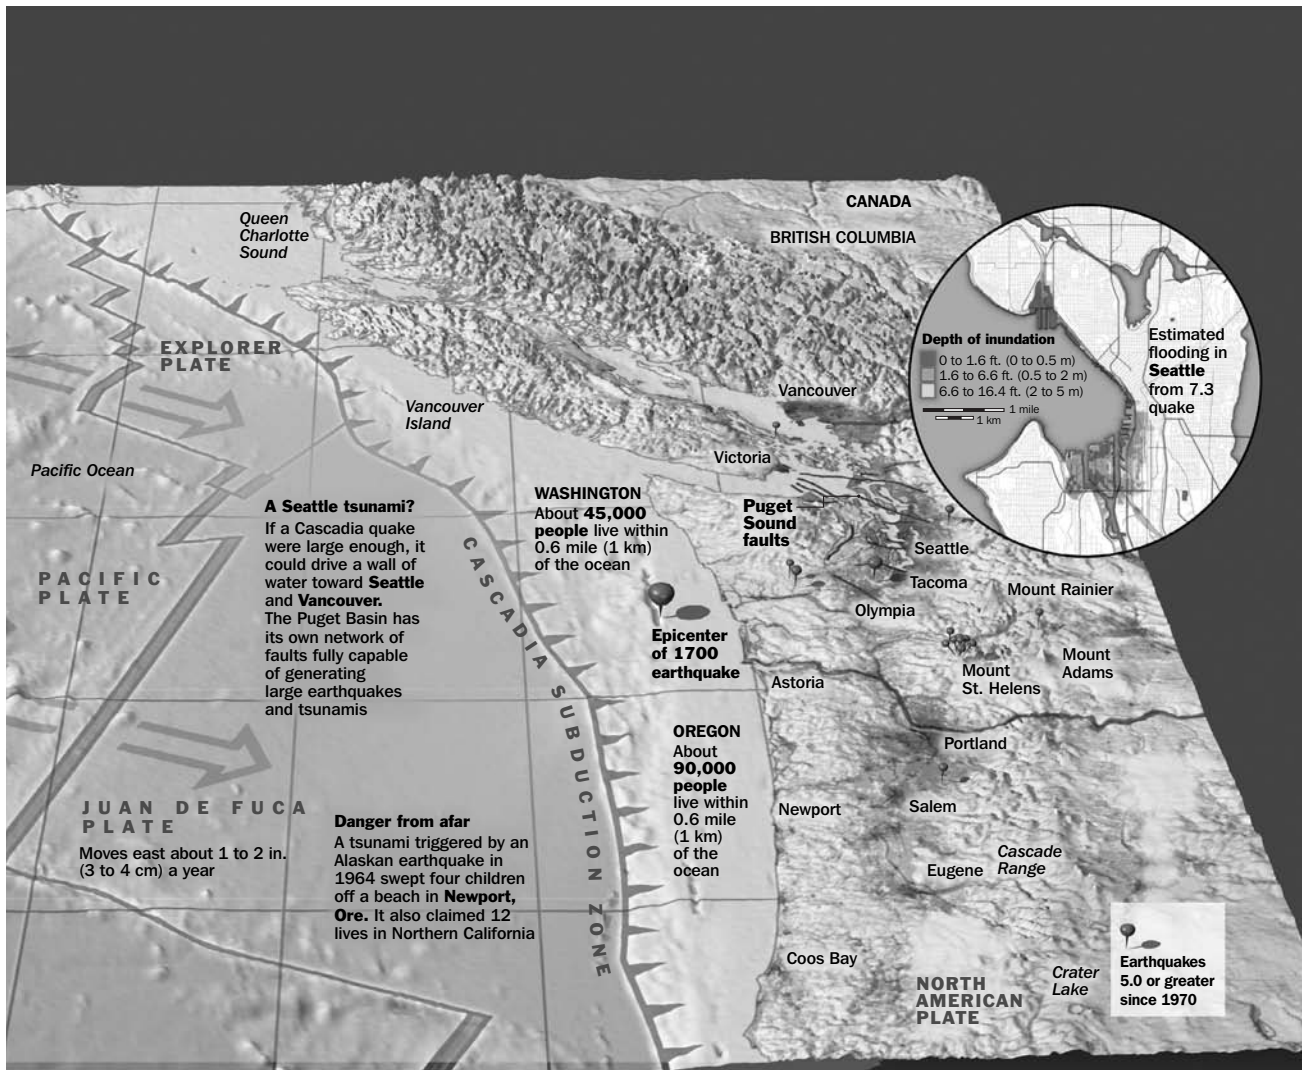 CANADA
BRITISH COLUMBIA
Queen
Charlotte
Sound
EXPLORER
PLATE
Vancouver
Island
Vancouver
Victoria
Pacific Ocean
Depth of inundation
0 to 1.6 ft. (0 to 0.5 m)
1.6 to 6.6 ft. (0.5 to 2 m)
6.6 to 16.4 ft. (2 to 5 m)
1 mile
1 km
Estimated
flooding in
Seattle
from 7.3
quake
A Seattle tsunami?
If a Cascadia quake
were large enough, it
could drive a wall of
water toward Seattle
and Vancouver.
The Puget Basin has
its own network of
faults fully capable
of generating
large earthquakes
and tsunamis
WASHINGTON
About 45,000
people live within
0.6 mile (1 km)
of the ocean
Puget
Sound
faults
Seattle
Tacoma
Olympia
Mount Rainier
PACIFIC
PLATE
CASCADIA SUBDUCTION ZONE
Epicenter
of 1700
earthquake
Astoria
Mount
St. Helens
Mount
Adams
OREGON
About
90,000
people
live within
0.6 mile
(1 km)
of the
ocean
Portland
Newport
Salem
Eugene
Cascade
Range
JUAN DE FUCA
PLATE
Moves east about 1 to 2 in.
(3 to 4 cm) a year
Danger from afar
A tsunami triggered by an
Alaskan earthquake in
1964 swept four children
off a beach in Newport,
Ore. It also claimed 12
lives in Northern California
Coos Bay
NORTH
AMERICAN
PLATE
Crater
Lake
Earthquakes
5.0 or greater
since 1970